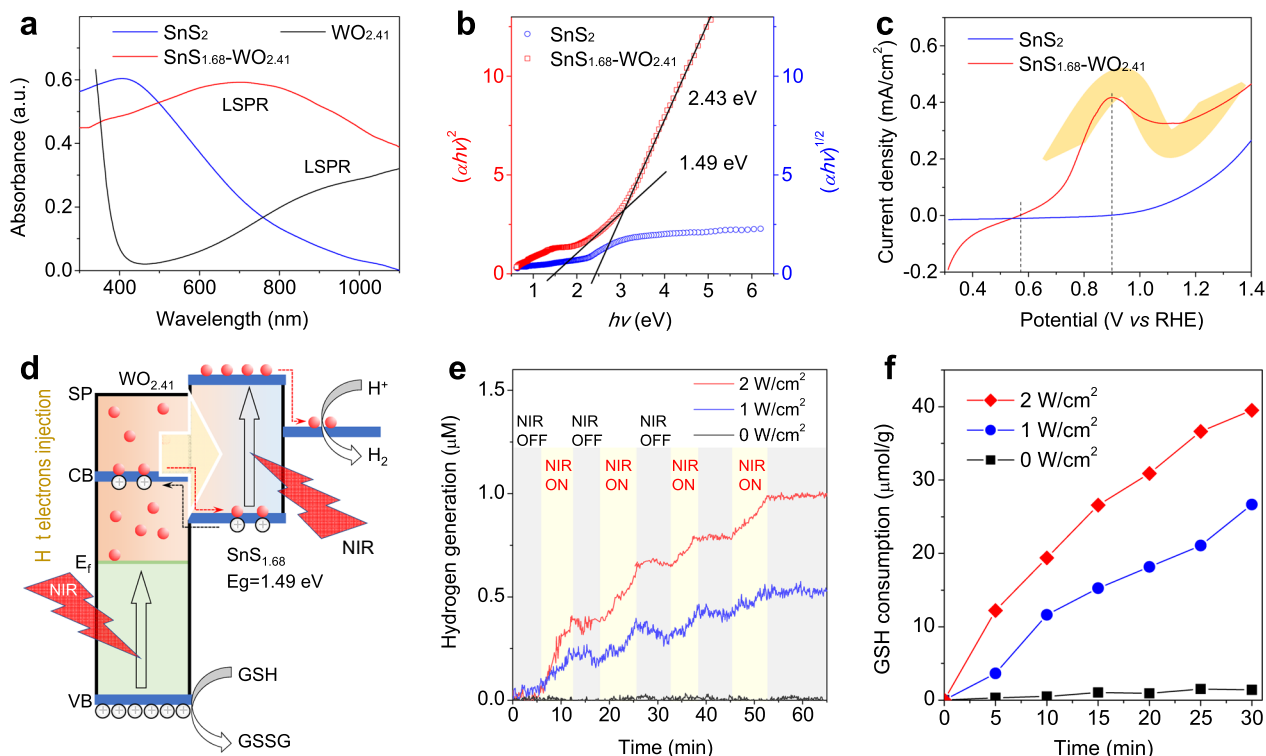 a
SnS2
WO2.41
SnS1.68-WO2.41
LSPR
LSPR
0.6
0.4
0.2
0.0
400
600
800
1000
Absorbance (a.u.)
Wavelength (nm)
b
SnS2
SnS1.68-WO2.41
2.43 eV
1.49 eV
10
5
0
10
5
0
1
2
3
4
5
6
(αhν)2
(αhν)1/2
hν (eV)
c
SnS2
SnS1.68-WO2.41
0.6
0.4
0.2
0.0
-0.2
0.4
0.6
0.8
1.0
1.2
1.4
Current density (mA/cm2)
Potential (V vs RHE)
d
SP
WO2.41
H t electrons injection
CB
Ef
VB
NIR
H+
H2
NIR
SnS1.68
Eg=1.49 eV
GSH
GSSG
e
2 W/cm2
1 W/cm2
0 W/cm2
NIR
OFF
NIR
OFF
NIR
OFF
NIR
ON
NIR
ON
NIR
ON
NIR
ON
1.5
1.0
0.5
0.0
0
10
20
30
40
50
60
Hydrogen generation (μM)
Time (min)
f
2 W/cm2
1 W/cm2
0 W/cm2
40
30
20
10
0
0
5
10
15
20
25
30
GSH consumption (μmol/g)
Time (min)